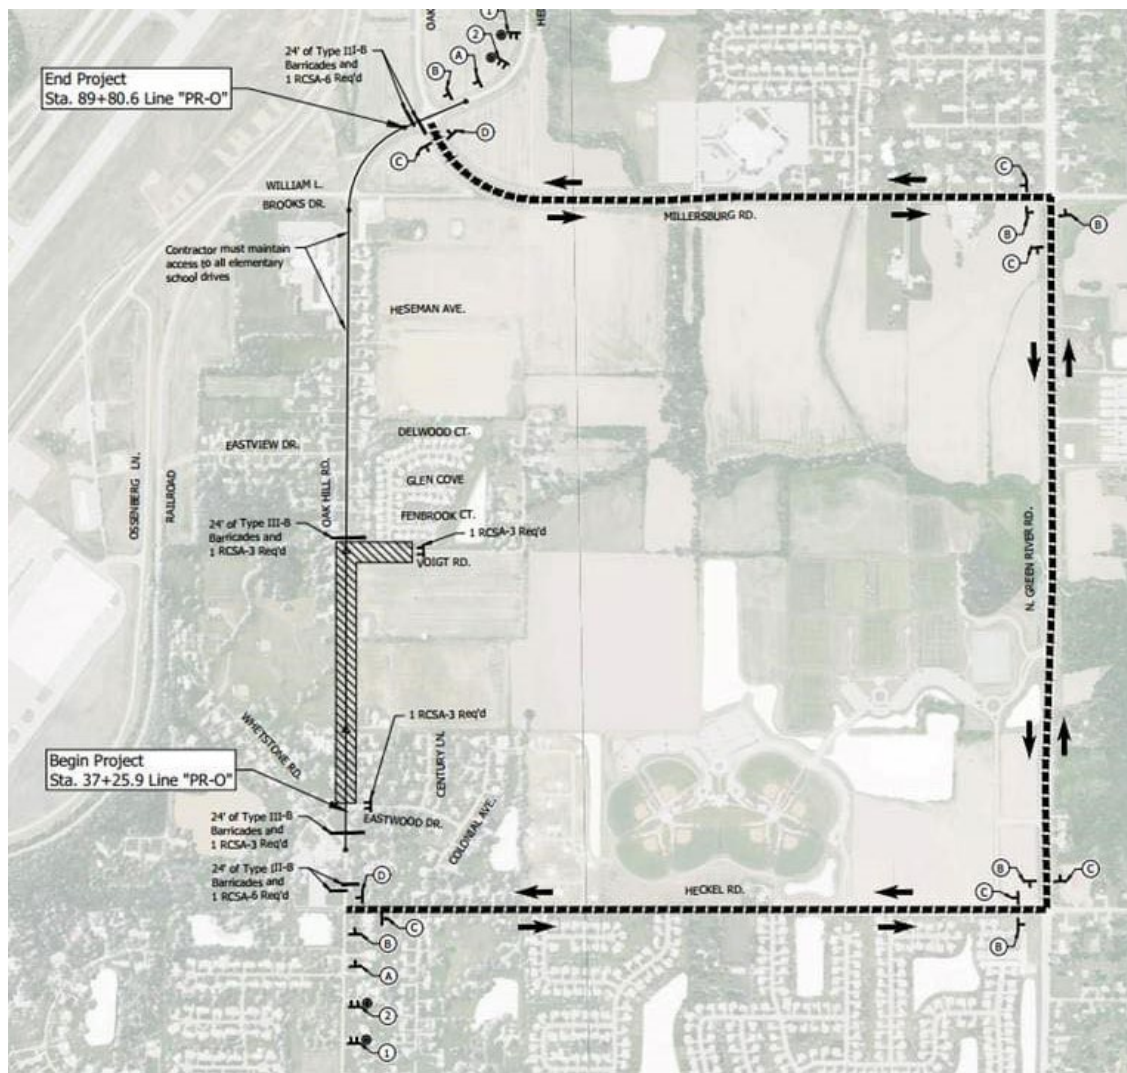 OAK
HE
1
2
24' of Type III-B
Barricades and
1 RCSA-6 Req'd
A
B
End Project
Sta. 89+80.6 Line "PR-O"
D
C
WILLIAM L.
BROOKS DR.
C
MILLERSBURG RD.
B
B
C
Contractor must maintain
access to all elementary
school drives
HESEMAN AVE.
DELWOOD CT.
EASTVIEW DR.
GLEN COVE
OSSENBERG LN.
RAILROAD
OAK HILL RD.
FENBROOK CT.
24' of Type III-B
Barricades and
1 RCSA-3 Req'd
1 RCSA-3 Req'd
VOIGT RD.
N. GREEN RIVER RD.
1 RCSA-3 Req'd
WHETSTONE RD.
CENTURY LN.
Begin Project
Sta. 37+25.9 Line "PR-O"
EASTWOOD DR.
COLONIAL AVE.
24' of Type III-B
Barricades and
1 RCSA-3 Req'd
24' of Type III-B
Barricades and
1 RCSA-6 Req'd
D
HECKEL RD.
B
C
C
C
B
B
A
2
1